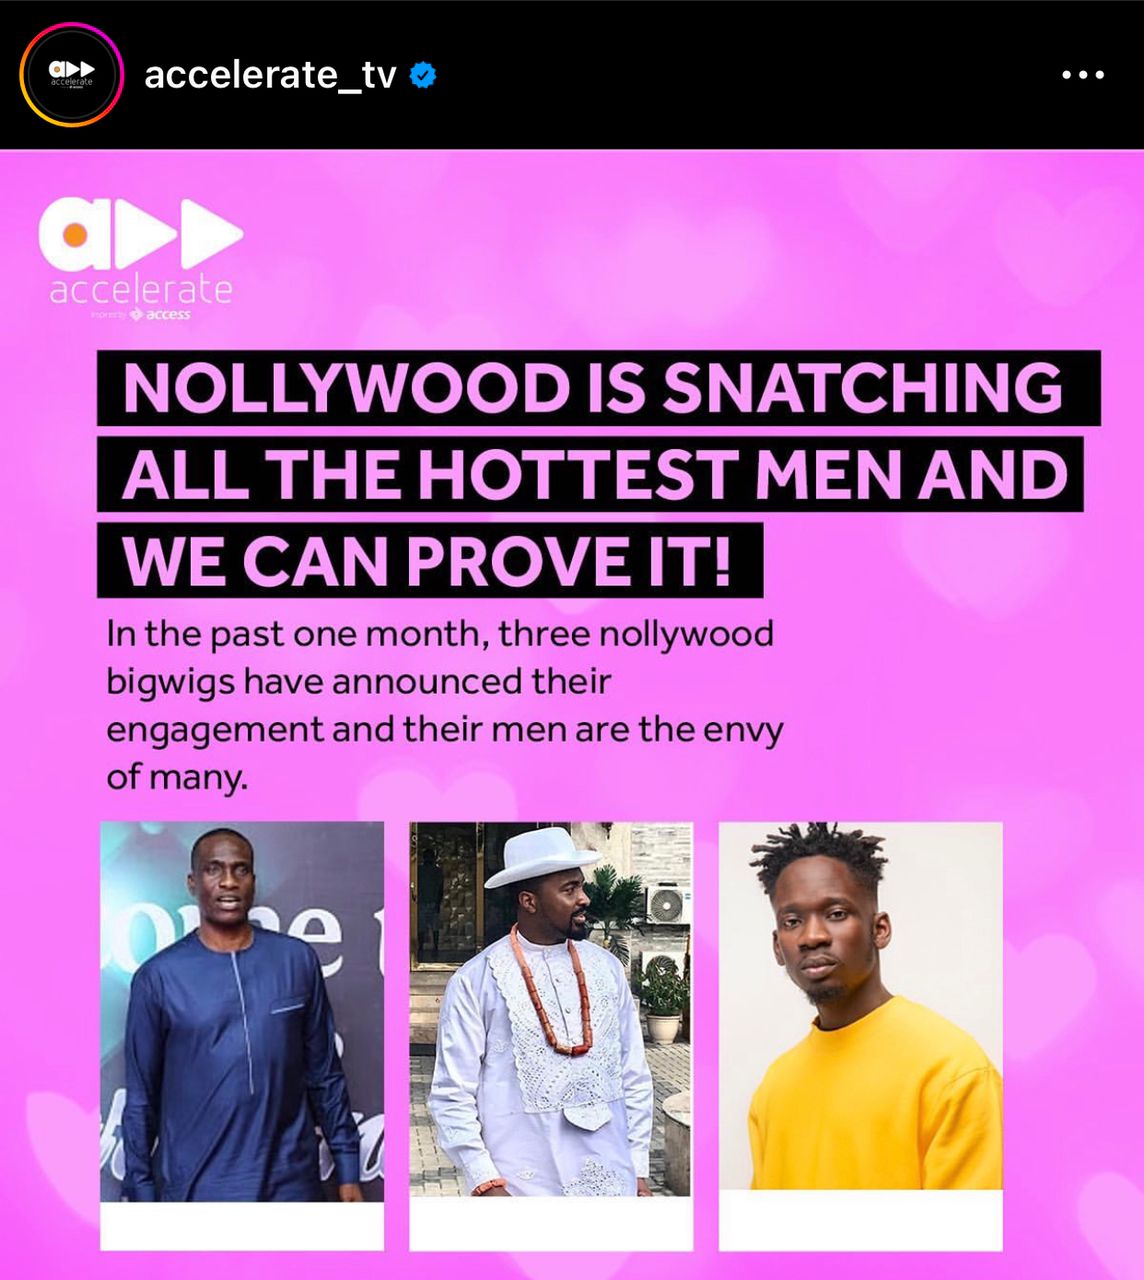 accelerate
accelerate_tv
accelerate
inspired by access
NOLLYWOOD IS SNATCHING
ALL THE HOTTEST MEN AND
WE CAN PROVE IT!
In the past one month, three nollywood
bigwigs have announced their
engagement and their men are the envy
of many.